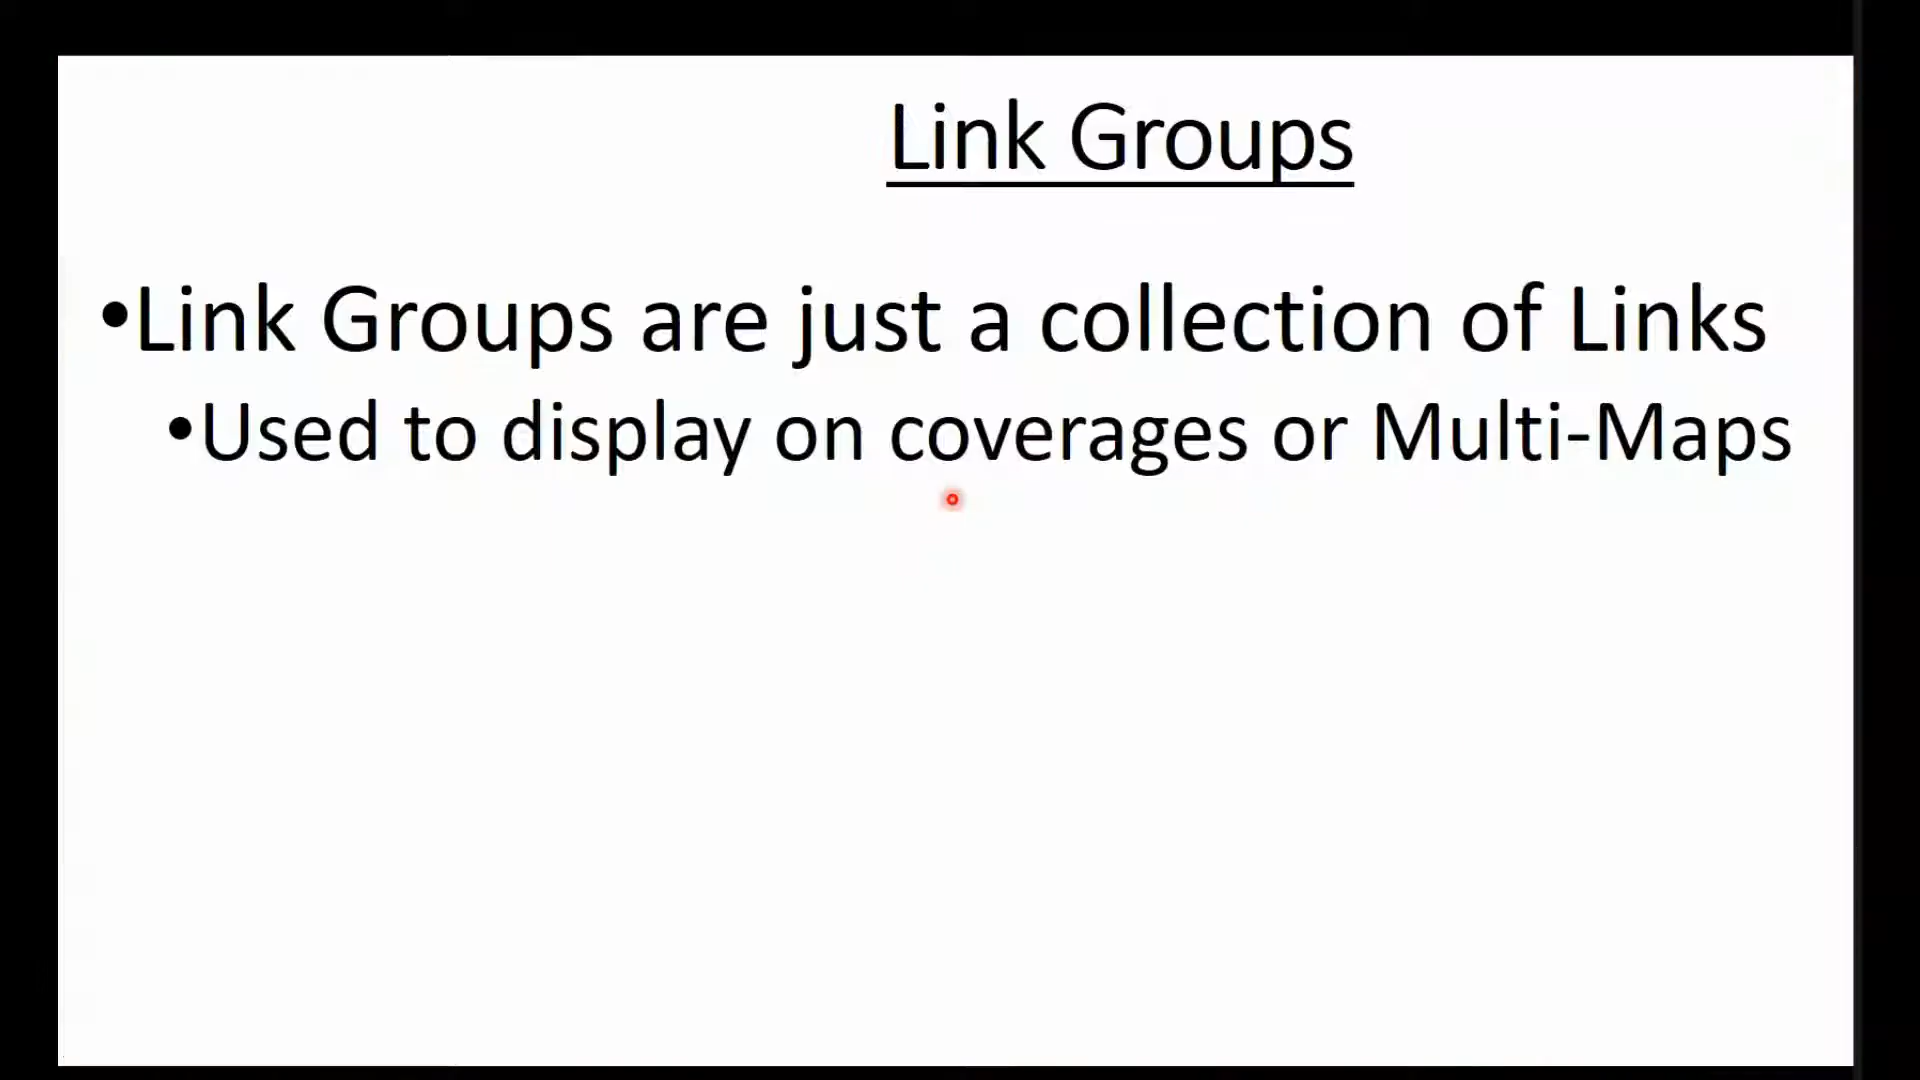 Link Groups
•Link Groups are just a collection of Links
•Used to display on coverages or Multi-Maps